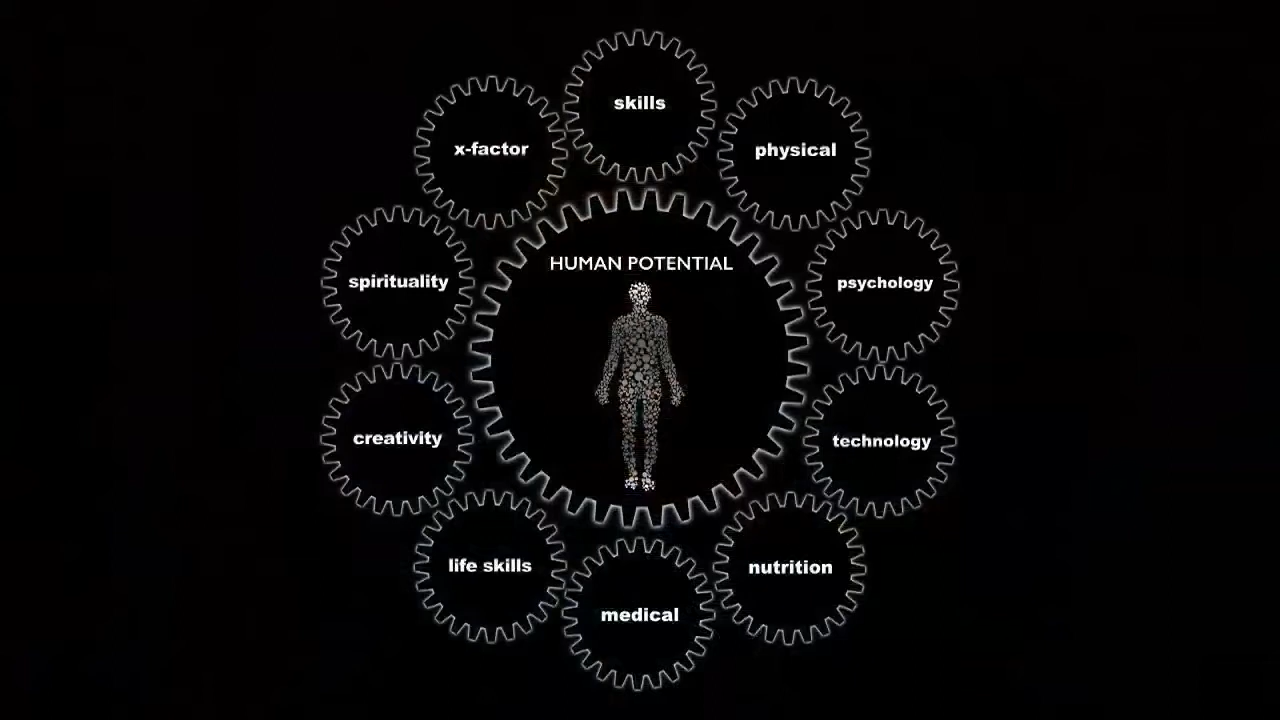 skills
x-factor
physical
HUMAN POTENTIAL
spirituality
psychology
creativity
technology
life skills
nutrition
medical